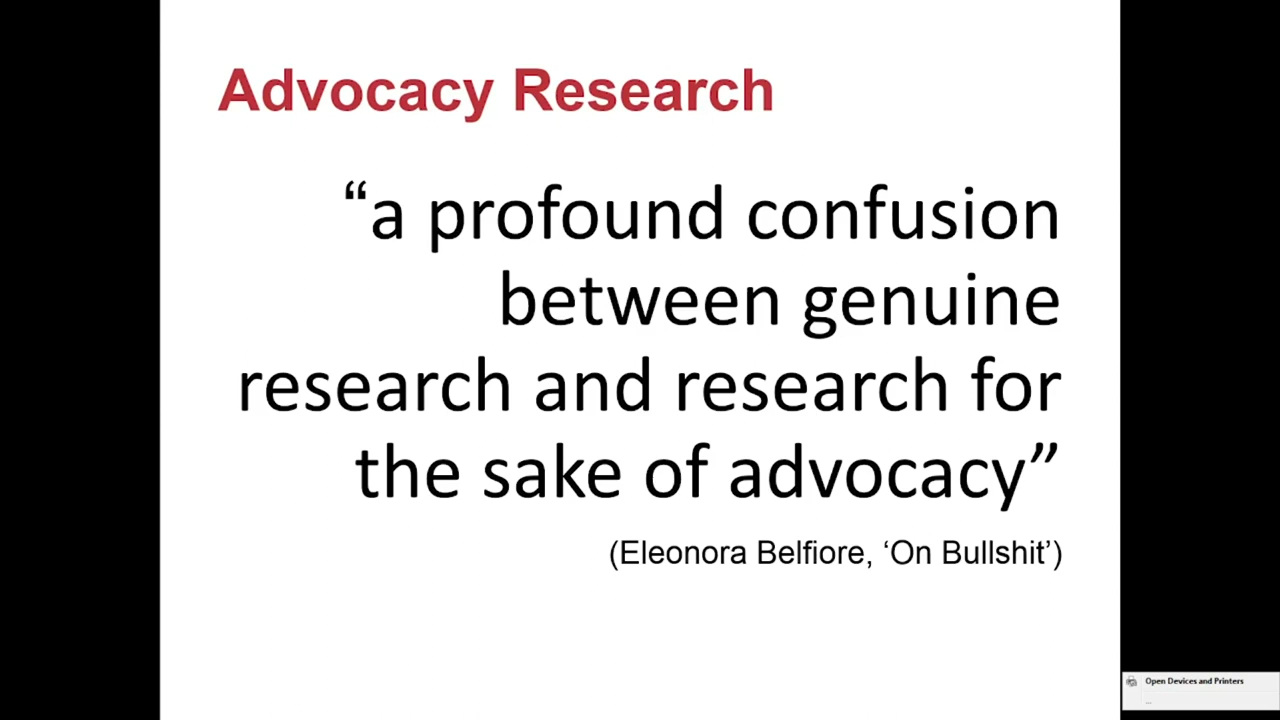 Advocacy Research
“a profound confusion
between genuine
research and research for
the sake of advocacy”
(Eleonora Belfiore, ‘On Bullshit’)
Open Devices and Printers
...